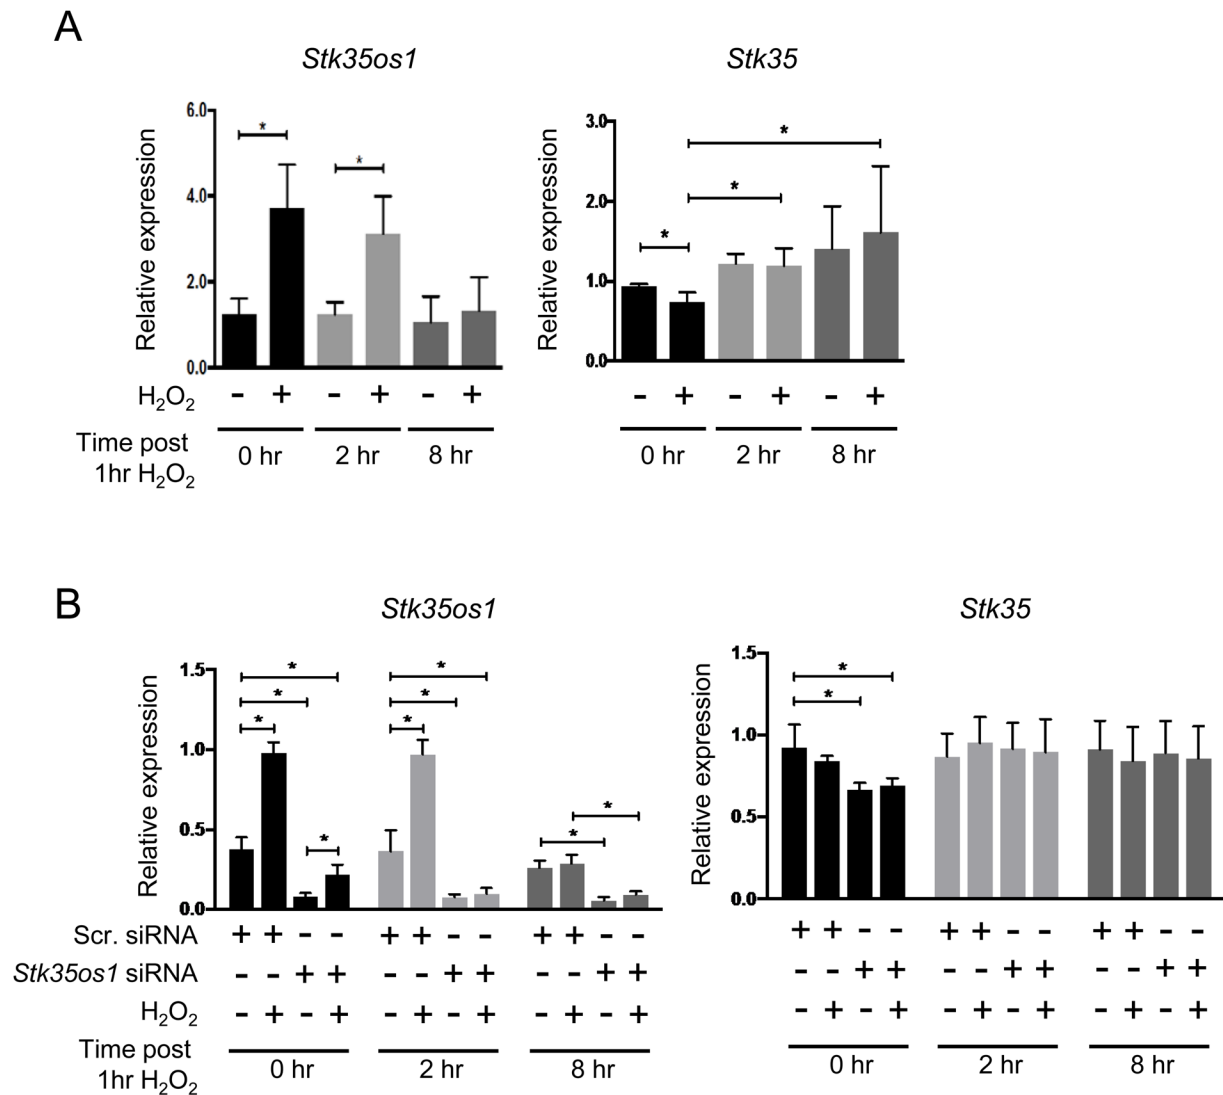 A
Stk35os1
Stk35
*
*
*
*
*
Relative expression
6.0
4.0
2.0
0.0
Relative expression
3.0
2.0
1.0
0.0
H₂O₂ - + - + - +
- + - + - +
Time post
1hr H₂O₂
0 hr 2 hr 8 hr
0 hr 2 hr 8 hr
B
Stk35os1
Stk35
*
*
*
*
*
*
*
*
*
*
*
Relative expression
1.5
1.0
0.5
0.0
Relative expression
1.5
1.0
0.5
0.0
Scr. siRNA + + - - + + - - + + - -
+ + - - + + - - + + - -
Stk35os1 siRNA - - + + - - + + - - + +
- - + + - - + + - - + +
H₂O₂ - + - + - + - + - + - +
- + - + - + - + - + - +
Time post
1hr H₂O₂
0 hr 2 hr 8 hr
0 hr 2 hr 8 hr